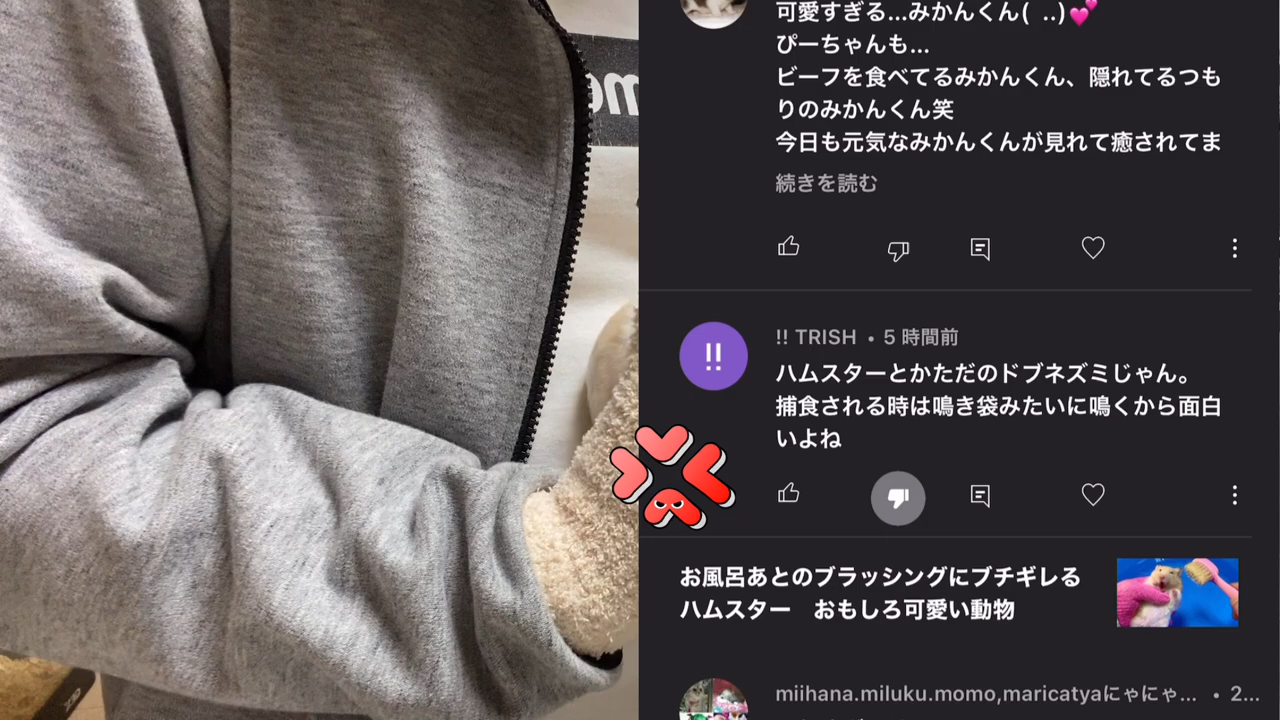 可愛すぎる...みかんくん( ..)💕
ぴーちゃんも...
ビーフを食べてるみかんくん、隠れてるつも
りのみかんくん笑
今日も元気なみかんくんが見れて癒されてま
続きを読む
!! TRISH • 5 時間前
!!
ハムスターとかただのドブネズミじゃん。
捕食される時は鳴き袋みたいに鳴くから面白
いよね
お風呂あとのブラッシングにブチギレる
ハムスター　おもしろ可愛い動物
miihana.miluku.momo,maricatyaにゃにゃ... • 2...